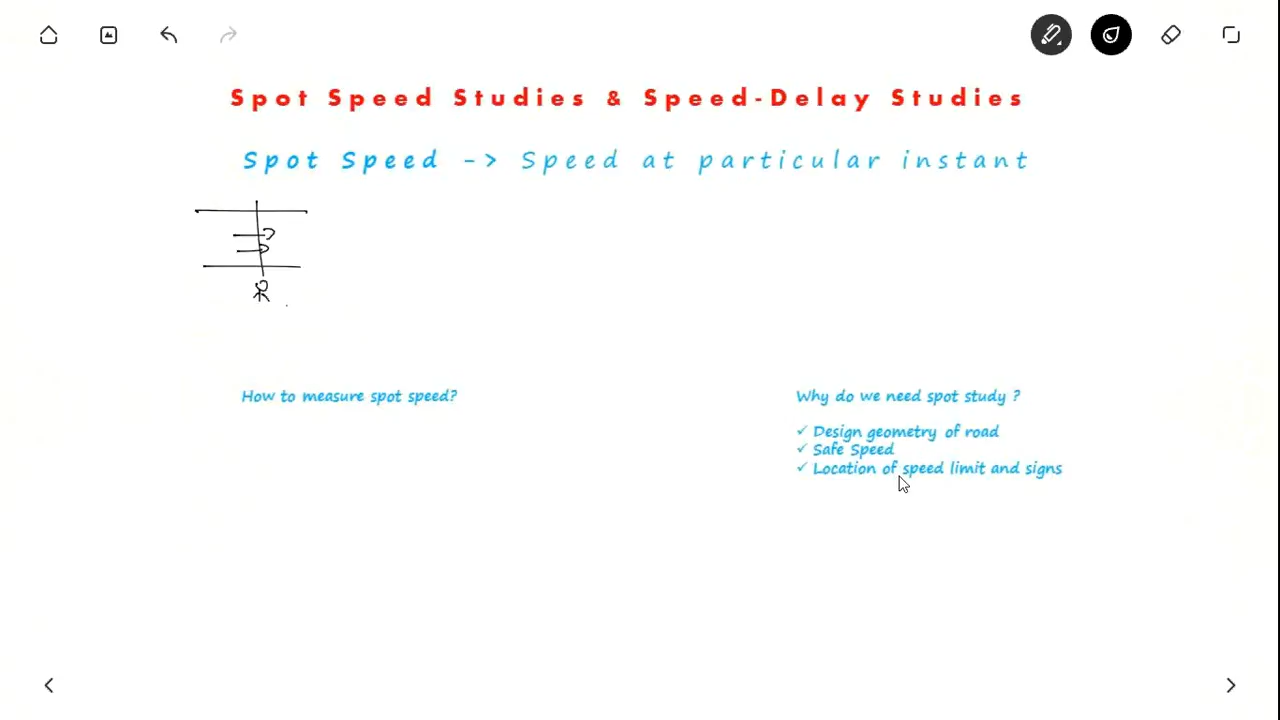 Spot Speed Studies & Speed-Delay Studies
Spot Speed -> Speed at particular instant
How to measure spot speed?
Why do we need spot study ?
✓ Design geometry of road
✓ Safe Speed
✓ Location of speed limit and signs